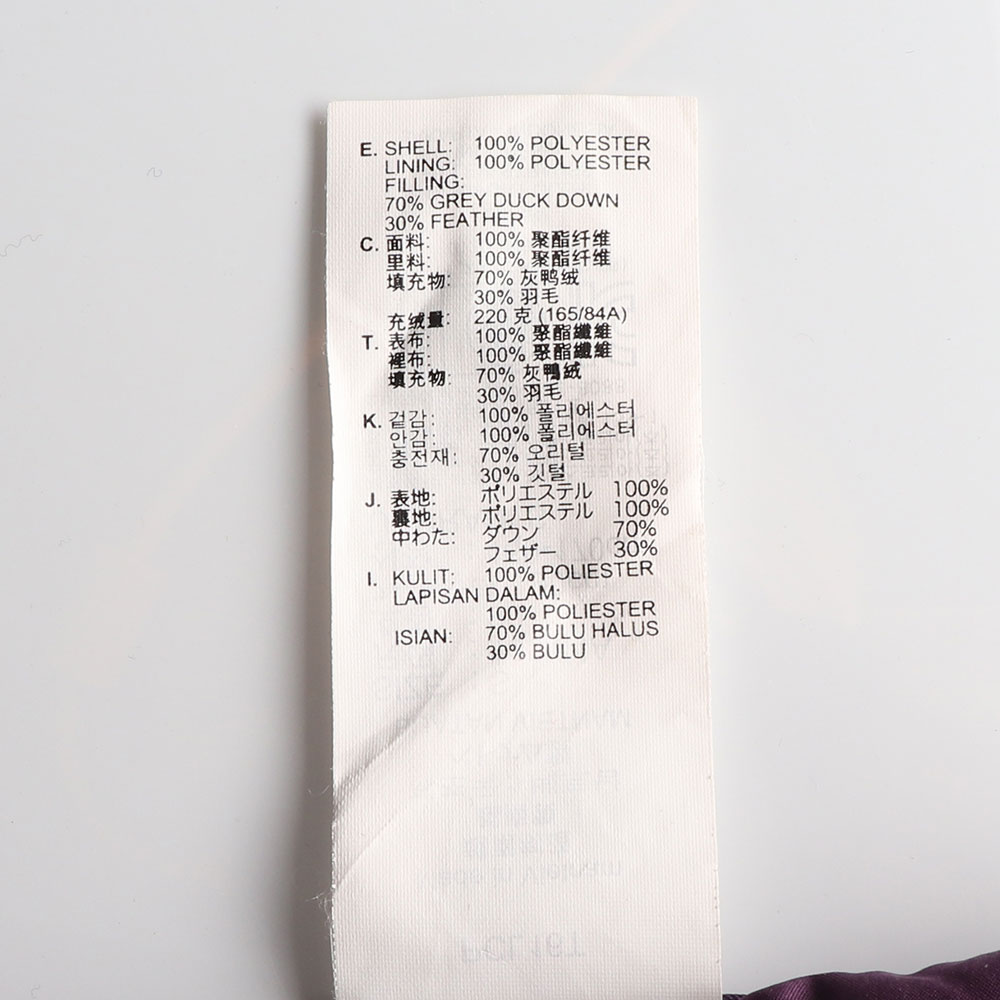 E. SHELL: 100% POLYESTER
LINING: 100% POLYESTER
FILLING:
70% GREY DUCK DOWN
30% FEATHER
C. 面料: 100% 聚酯纤维
里料: 100% 聚酯纤维
填充物: 70% 灰鸭绒
30% 羽毛
充绒量: 220 克 (165/84A)
T. 表布: 100% 聚酯纖維
裡布: 100% 聚酯纖維
填充物: 70% 灰鴨絨
30% 羽毛
K. 겉감: 100% 폴리에스터
안감: 100% 폴리에스터
충전재: 70% 오리털
30% 깃털
J. 表地: ポリエステル 100%
裏地: ポリエステル 100%
中わた: ダウン 70%
フェザー 30%
I. KULIT: 100% POLIESTER
LAPISAN DALAM:
100% POLIESTER
ISIAN: 70% BULU HALUS
30% BULU